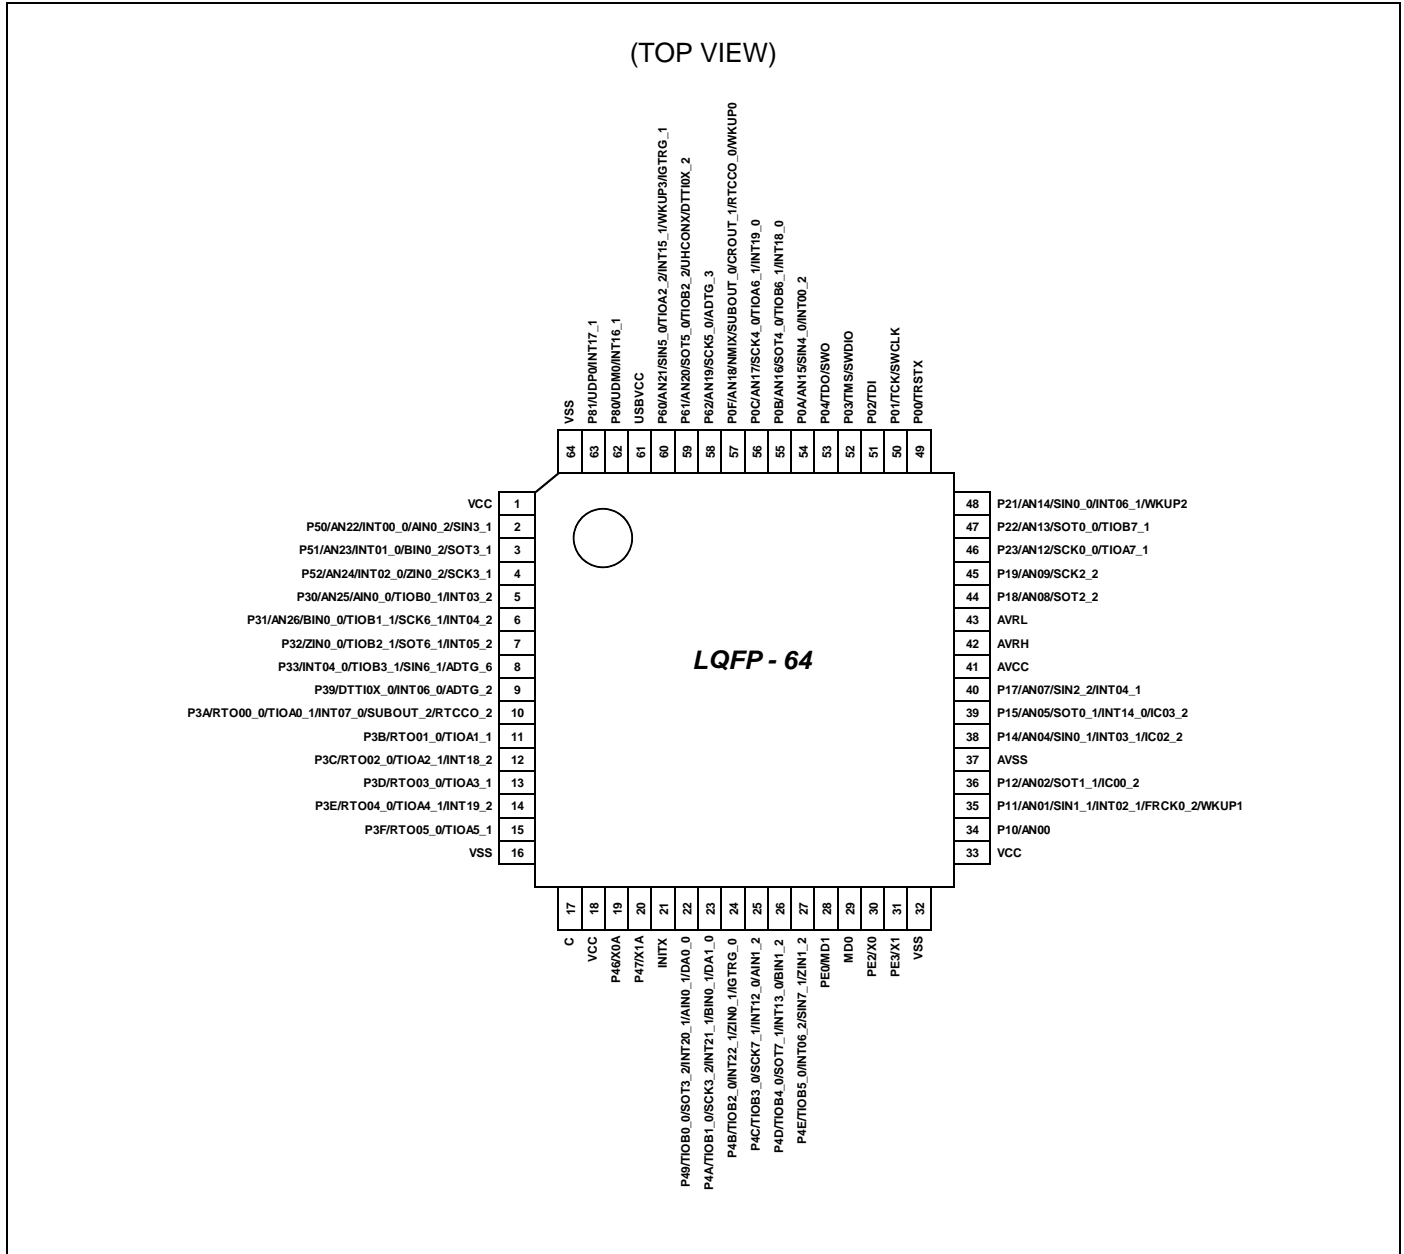 (TOP VIEW)
VSS
P81/UDP0/INT17_1
P80/UDM0/INT16_1
USBVCC
P60/AN21/SIN5_0/TIOA2_2/INT15_1/WKUP3/IGTRG_1
P61/AN20/SOT5_0/TIOB2_2/UHCONX/DTTI0X_2
P62/AN19/SCK5_0/ADTG_3
P0F/AN18/NMIX/SUBOUT_0/CROUT_1/RTCCO_0/WKUP0
P0C/AN17/SCK4_0/TIOA6_1/INT19_0
P0B/AN16/SOT4_0/TIOB6_1/INT18_0
P0A/AN15/SIN4_0/INT00_2
P04/TDO/SWO
P03/TMS/SWDIO
P02/TDI
P01/TCK/SWCLK
P00/TRSTX
64
63
62
61
60
59
58
57
56
55
54
53
52
51
50
49
VCC 1
P50/AN22/INT00_0/AIN0_2/SIN3_1 2
P51/AN23/INT01_0/BIN0_2/SOT3_1 3
P52/AN24/INT02_0/ZIN0_2/SCK3_1 4
P30/AN25/AIN0_0/TIOB0_1/INT03_2 5
P31/AN26/BIN0_0/TIOB1_1/SCK6_1/INT04_2 6
P32/ZIN0_0/TIOB2_1/SOT6_1/INT05_2 7
P33/INT04_0/TIOB3_1/SIN6_1/ADTG_6 8
P39/DTTI0X_0/INT06_0/ADTG_2 9
P3A/RTO00_0/TIOA0_1/INT07_0/SUBOUT_2/RTCCO_2 10
P3B/RTO01_0/TIOA1_1 11
P3C/RTO02_0/TIOA2_1/INT18_2 12
P3D/RTO03_0/TIOA3_1 13
P3E/RTO04_0/TIOA4_1/INT19_2 14
P3F/RTO05_0/TIOA5_1 15
VSS 16
LQFP - 64
48 P21/AN14/SIN0_0/INT06_1/WKUP2
47 P22/AN13/SOT0_0/TIOB7_1
46 P23/AN12/SCK0_0/TIOA7_1
45 P19/AN09/SCK2_2
44 P18/AN08/SOT2_2
43 AVRL
42 AVRH
41 AVCC
40 P17/AN07/SIN2_2/INT04_1
39 P15/AN05/SOT0_1/INT14_0/IC03_2
38 P14/AN04/SIN0_1/INT03_1/IC02_2
37 AVSS
36 P12/AN02/SOT1_1/IC00_2
35 P11/AN01/SIN1_1/INT02_1/FRCK0_2/WKUP1
34 P10/AN00
33 VCC
17
18
19
20
21
22
23
24
25
26
27
28
29
30
31
32
C
VCC
P46/X0A
P47/X1A
INITX
P49/TIOB0_0/SOT3_2/INT20_1/AIN0_1/DA0_0
P4A/TIOB1_0/SCK3_2/INT21_1/BIN0_1/DA1_0
P4B/TIOB2_0/INT22_1/ZIN0_1/IGTRG_0
P4C/TIOB3_0/SCK7_1/INT12_0/AIN1_2
P4D/TIOB4_0/SOT7_1/INT13_0/BIN1_2
P4E/TIOB5_0/INT06_2/SIN7_1/ZIN1_2
PE0/MD1
MD0
PE2/X0
PE3/X1
VSS